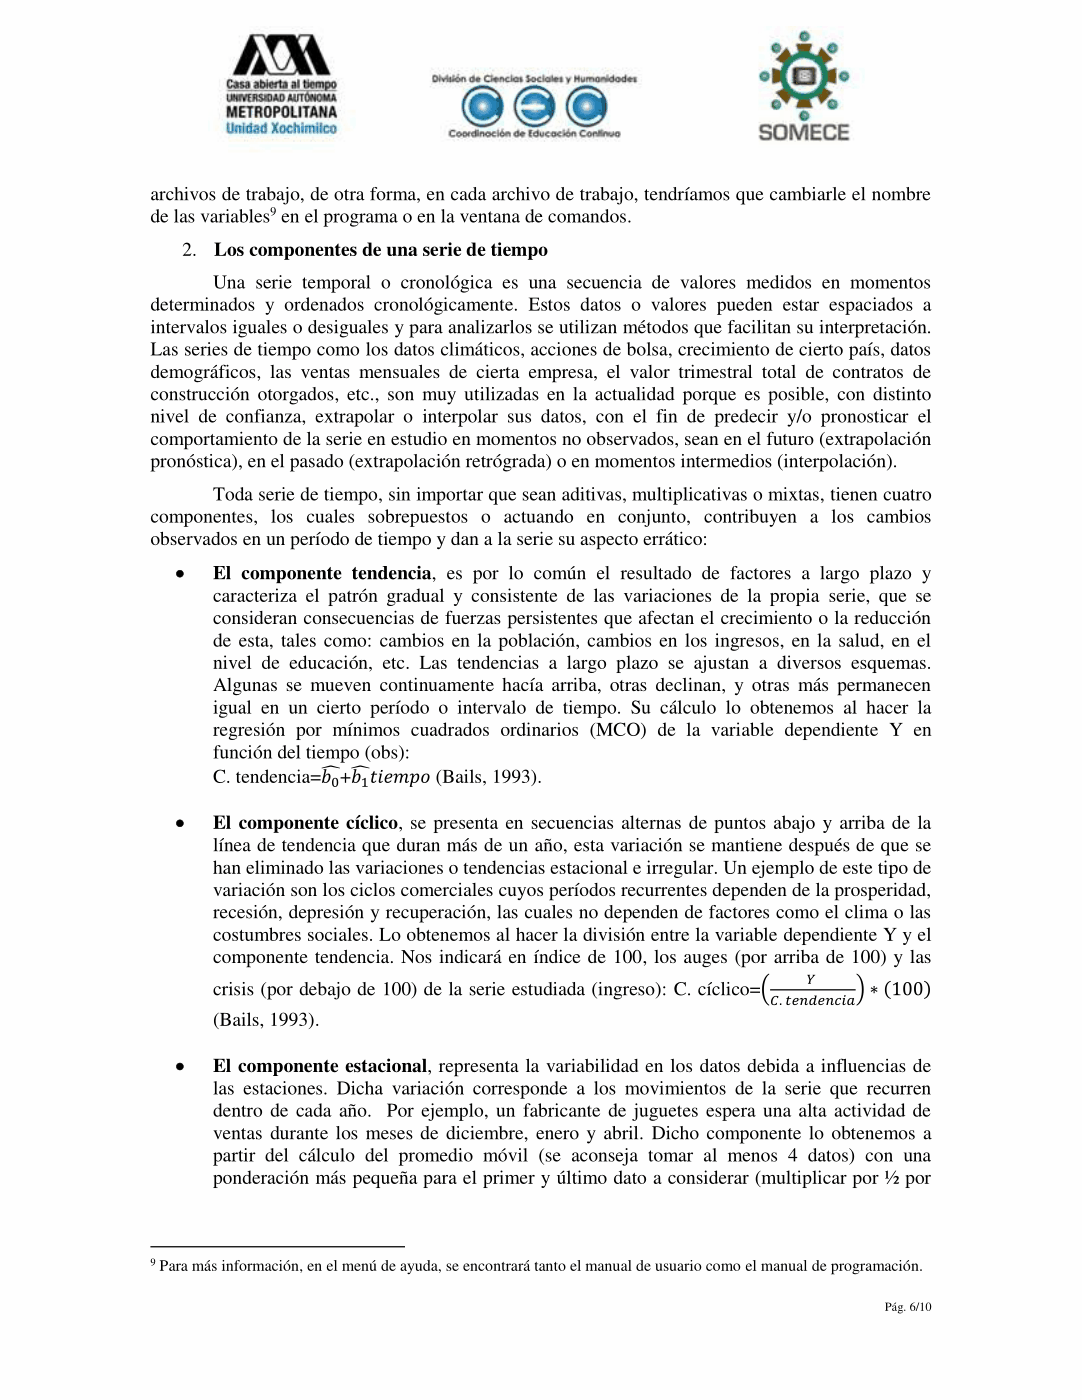 Casa abierta al tiempo
UNIVERSIDAD AUTÓNOMA
METROPOLITANA
Unidad Xochimilco
División de Ciencias Sociales y Humanidades
Coordinación de Educación Continua
SOMECE
archivos de trabajo, de otra forma, en cada archivo de trabajo, tendríamos que cambiarle el nombre
de las variables⁹ en el programa o en la ventana de comandos.
2. Los componentes de una serie de tiempo
Una serie temporal o cronológica es una secuencia de valores medidos en momentos
determinados y ordenados cronológicamente. Estos datos o valores pueden estar espaciados a
intervalos iguales o desiguales y para analizarlos se utilizan métodos que facilitan su interpretación.
Las series de tiempo como los datos climáticos, acciones de bolsa, crecimiento de cierto país, datos
demográficos, las ventas mensuales de cierta empresa, el valor trimestral total de contratos de
construcción otorgados, etc., son muy utilizadas en la actualidad porque es posible, con distinto
nivel de confianza, extrapolar o interpolar sus datos, con el fin de predecir y/o pronosticar el
comportamiento de la serie en estudio en momentos no observados, sean en el futuro (extrapolación
pronóstica), en el pasado (extrapolación retrógrada) o en momentos intermedios (interpolación).
Toda serie de tiempo, sin importar que sean aditivas, multiplicativas o mixtas, tienen cuatro
componentes, los cuales sobrepuestos o actuando en conjunto, contribuyen a los cambios
observados en un período de tiempo y dan a la serie su aspecto errático:
• El componente tendencia, es por lo común el resultado de factores a largo plazo y
caracteriza el patrón gradual y consistente de las variaciones de la propia serie, que se
consideran consecuencias de fuerzas persistentes que afectan el crecimiento o la reducción
de esta, tales como: cambios en la población, cambios en los ingresos, en la salud, en el
nivel de educación, etc. Las tendencias a largo plazo se ajustan a diversos esquemas.
Algunas se mueven continuamente hacía arriba, otras declinan, y otras más permanecen
igual en un cierto período o intervalo de tiempo. Su cálculo lo obtenemos al hacer la
regresión por mínimos cuadrados ordinarios (MCO) de la variable dependiente Y en
función del tiempo (obs):
C. tendencia=\widehat{b_0}+\widehat{b_1}tiempo (Bails, 1993).
• El componente cíclico, se presenta en secuencias alternas de puntos abajo y arriba de la
línea de tendencia que duran más de un año, esta variación se mantiene después de que se
han eliminado las variaciones o tendencias estacional e irregular. Un ejemplo de este tipo de
variación son los ciclos comerciales cuyos períodos recurrentes dependen de la prosperidad,
recesión, depresión y recuperación, las cuales no dependen de factores como el clima o las
costumbres sociales. Lo obtenemos al hacer la división entre la variable dependiente Y y el
componente tendencia. Nos indicará en índice de 100, los auges (por arriba de 100) y las
crisis (por debajo de 100) de la serie estudiada (ingreso): C. cíclico=(Y/C.tendencia) ∗ (100)
(Bails, 1993).
• El componente estacional, representa la variabilidad en los datos debida a influencias de
las estaciones. Dicha variación corresponde a los movimientos de la serie que recurren
dentro de cada año. Por ejemplo, un fabricante de juguetes espera una alta actividad de
ventas durante los meses de diciembre, enero y abril. Dicho componente lo obtenemos a
partir del cálculo del promedio móvil (se aconseja tomar al menos 4 datos) con una
ponderación más pequeña para el primer y último dato a considerar (multiplicar por ½ por
⁹ Para más información, en el menú de ayuda, se encontrará tanto el manual de usuario como el manual de programación.
Pág. 6/10